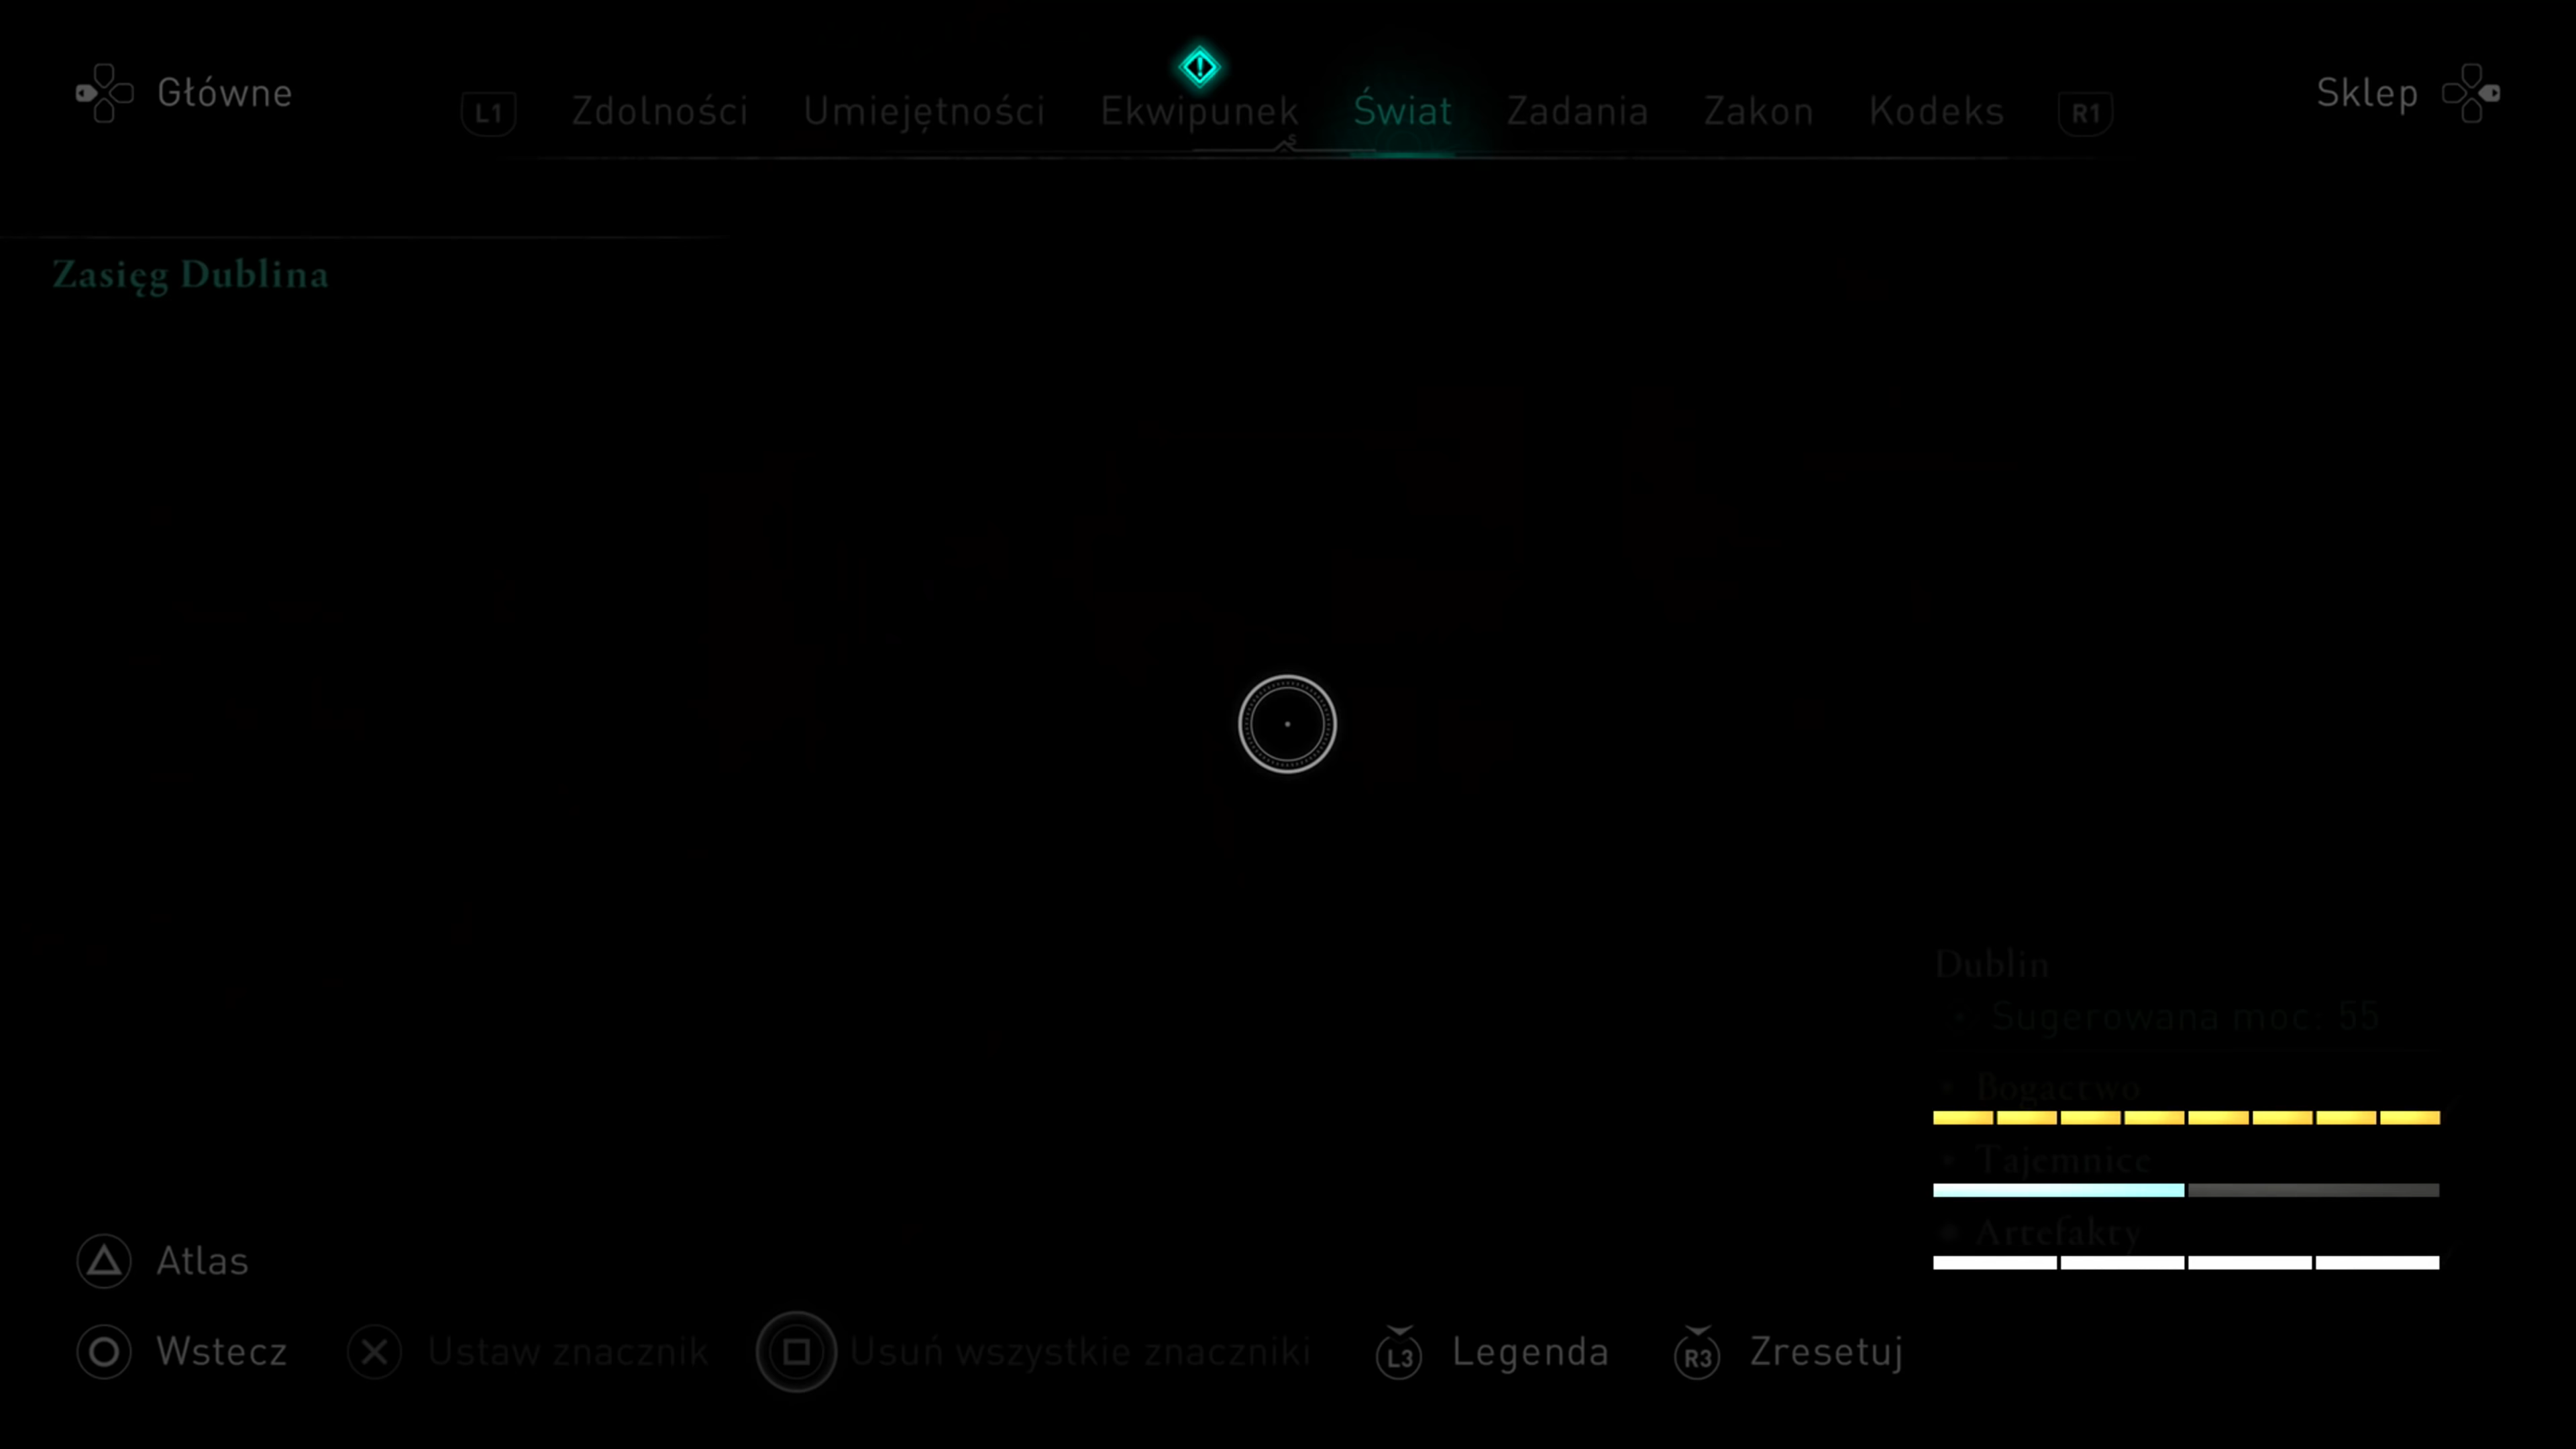 Główne
L1 Zdolności Umiejętności Ekwipunek Świat Zadania Zakon Kodeks R1
Sklep
S
Zasięg Dublina
Dublin
Sugerowana moc: 55
Bogactwo
Tajemnice
Artefakty
Atlas
Wstecz Ustaw znacznik Usuń wszystkie znaczniki L3 Legenda R3 Zresetuj